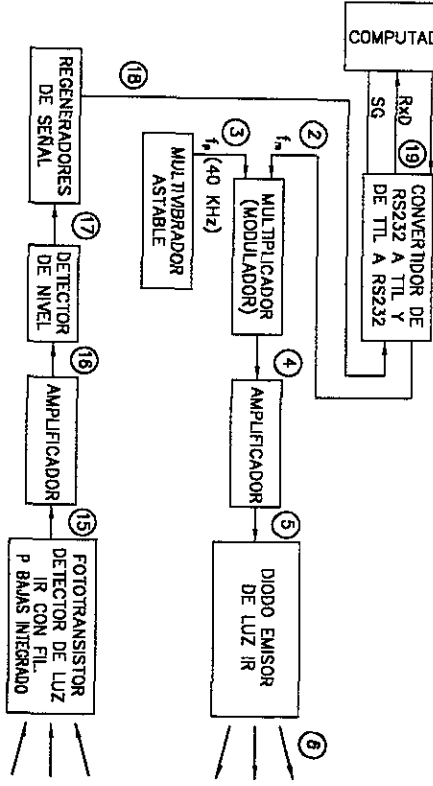 COMPUTAD
RxD
SG
19
CONVERTIDOR DE
RS232 A TTL Y
DE TTL A RS232
2
fm
3
fp (40 KHz)
MULTIVIBRADOR
ASTABLE
MULTIPLICADOR
(MODULADOR)
4
AMPLIFICADOR
5
DIODO EMISOR
DE LUZ IR
6
18
REGENERADORES
DE SEÑAL
17
DETECTOR
DE NIVEL
16
AMPLIFICADOR
15
FOTOTRANSISTOR
DETECTOR DE LUZ
IR CON FIL.
P BAJAS INTEGRADO